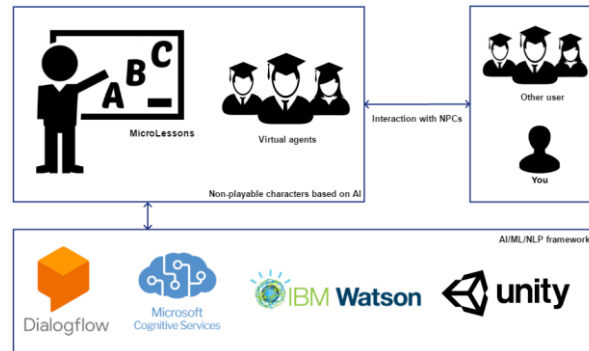 A B C
MicroLessons
Virtual agents
Non-playable characters based on AI
Interaction with NPCs
Other user
You
AI/ML/NLP framework
Dialogflow
Microsoft
Cognitive Services
IBM Watson
unity